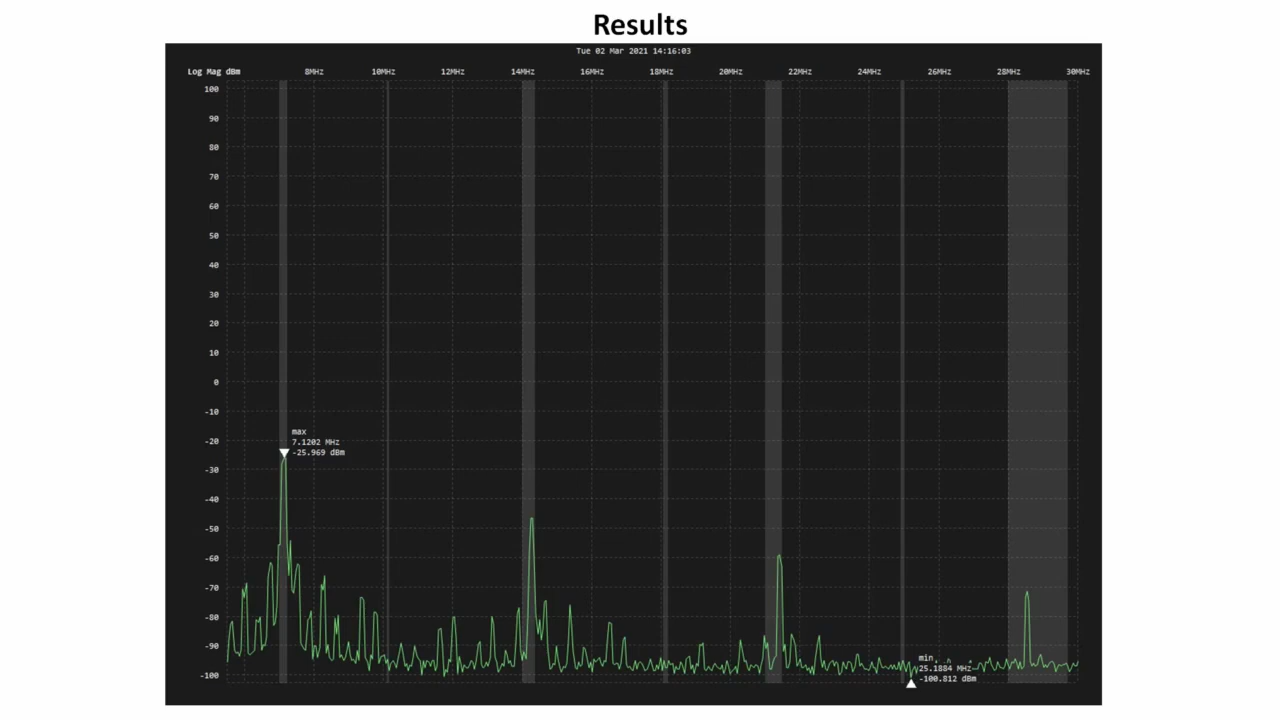 Results
Tue 02 Mar 2021 14:16:03
Log Mag dBm 8MHz 10MHz 12MHz 14MHz 16MHz 18MHz 20MHz 22MHz 24MHz 26MHz 28MHz 30MHz
100
90
80
70
60
50
40
30
20
10
0
-10
-20
-30
-40
-50
-60
-70
-80
-90
-100
max
7.1202 MHz
-25.969 dBm
min
25.1884 MHz
-100.812 dBm